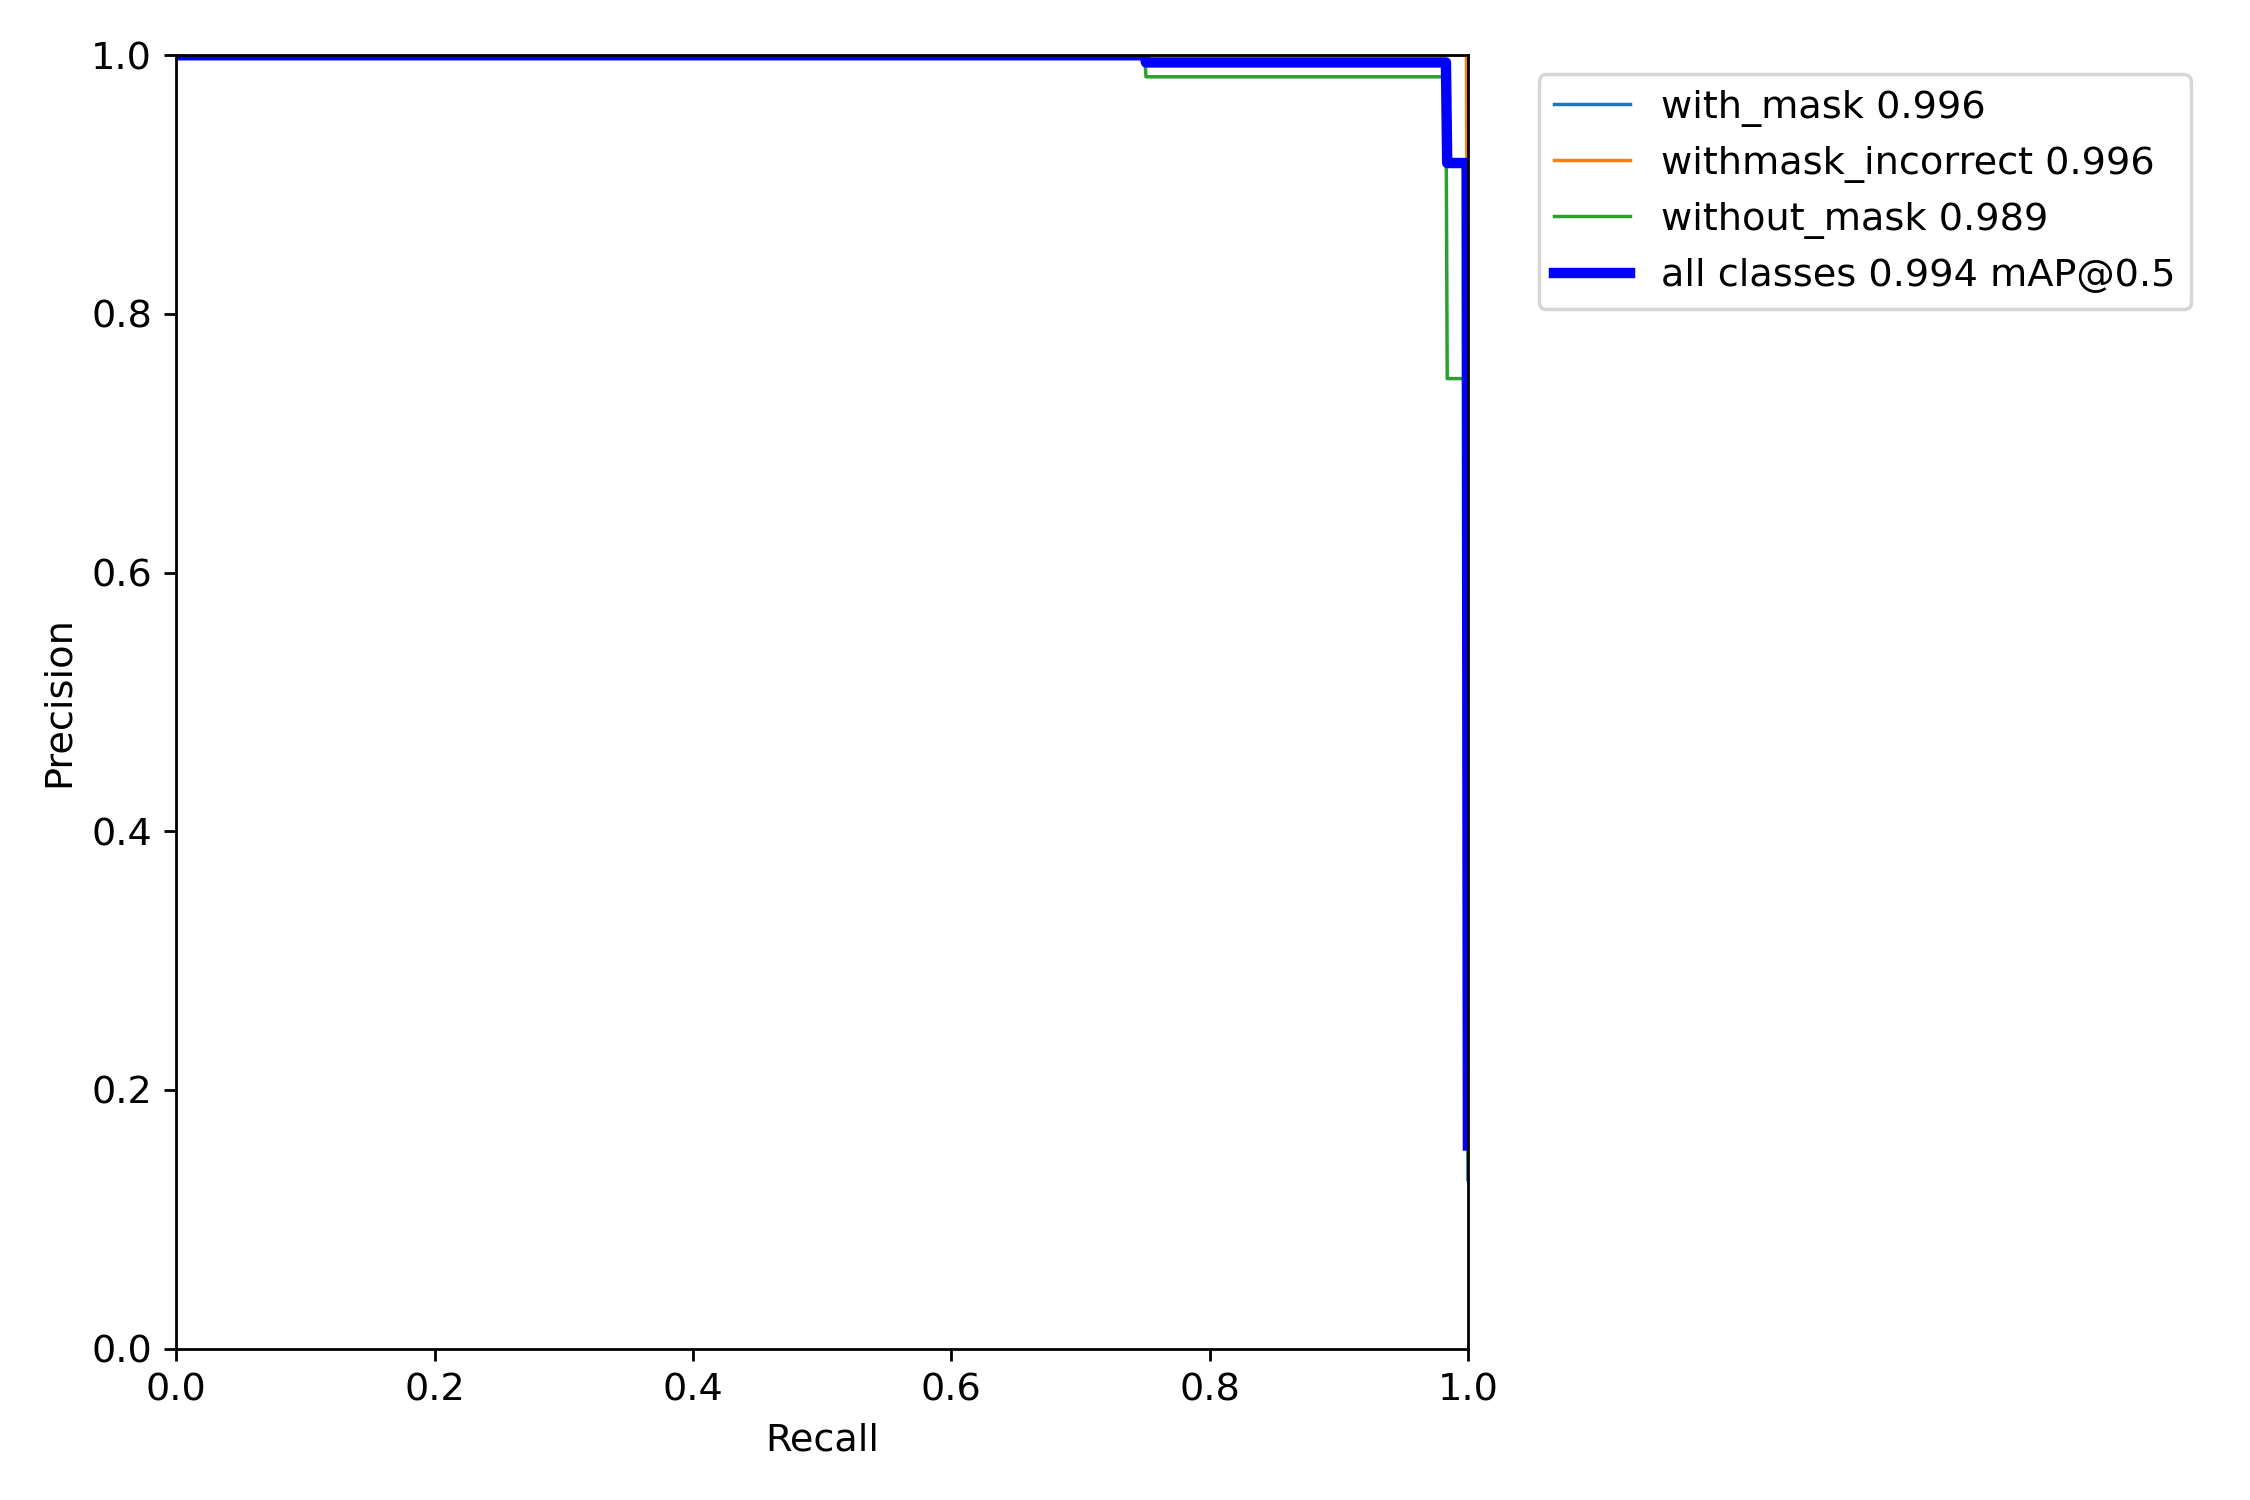 1.0
0.8
0.6
0.4
0.2
0.0
Precision
0.0 0.2 0.4 0.6 0.8 1.0
Recall
with_mask 0.996
withmask_incorrect 0.996
without_mask 0.989
all classes 0.994 mAP@0.5